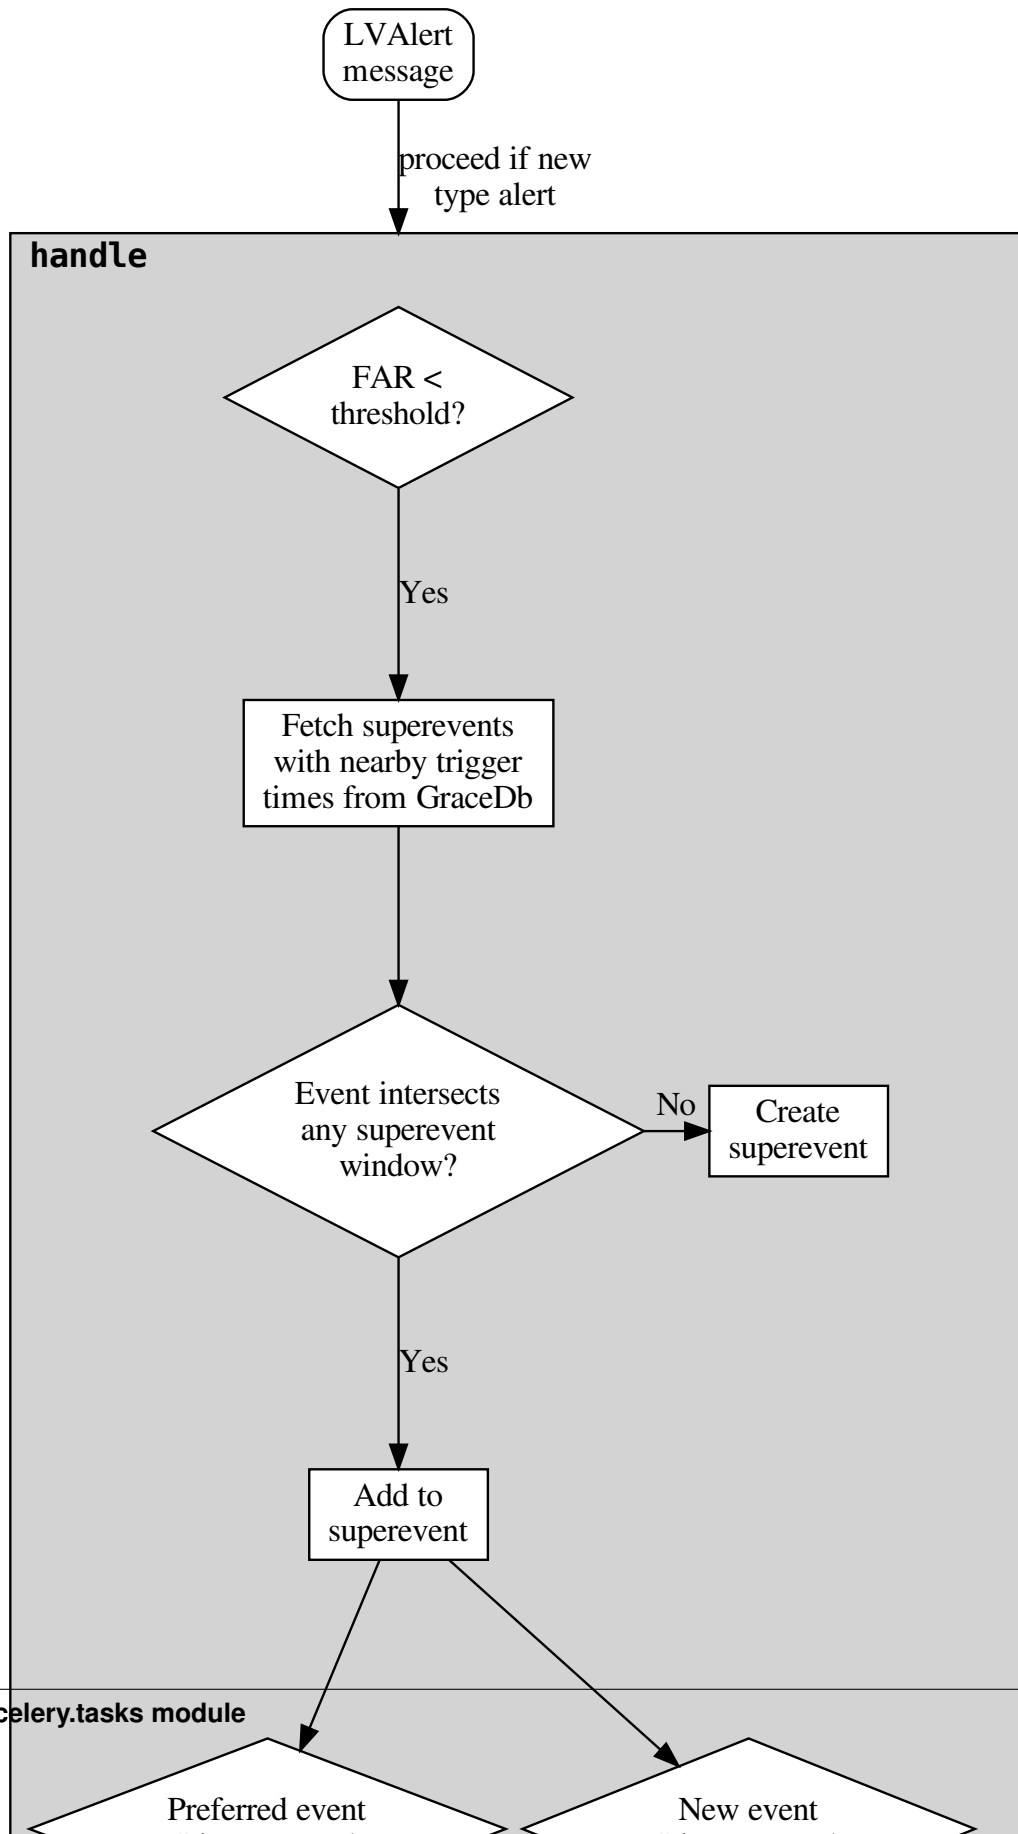 LVAlert
message
proceed if new
type alert
handle
FAR <
threshold?
Yes
Fetch superevents
with nearby trigger
times from GraceDb
Event intersects
any superevent
window?
No
Create
superevent
Yes
Add to
superevent
celery.tasks module
Preferred event
New event